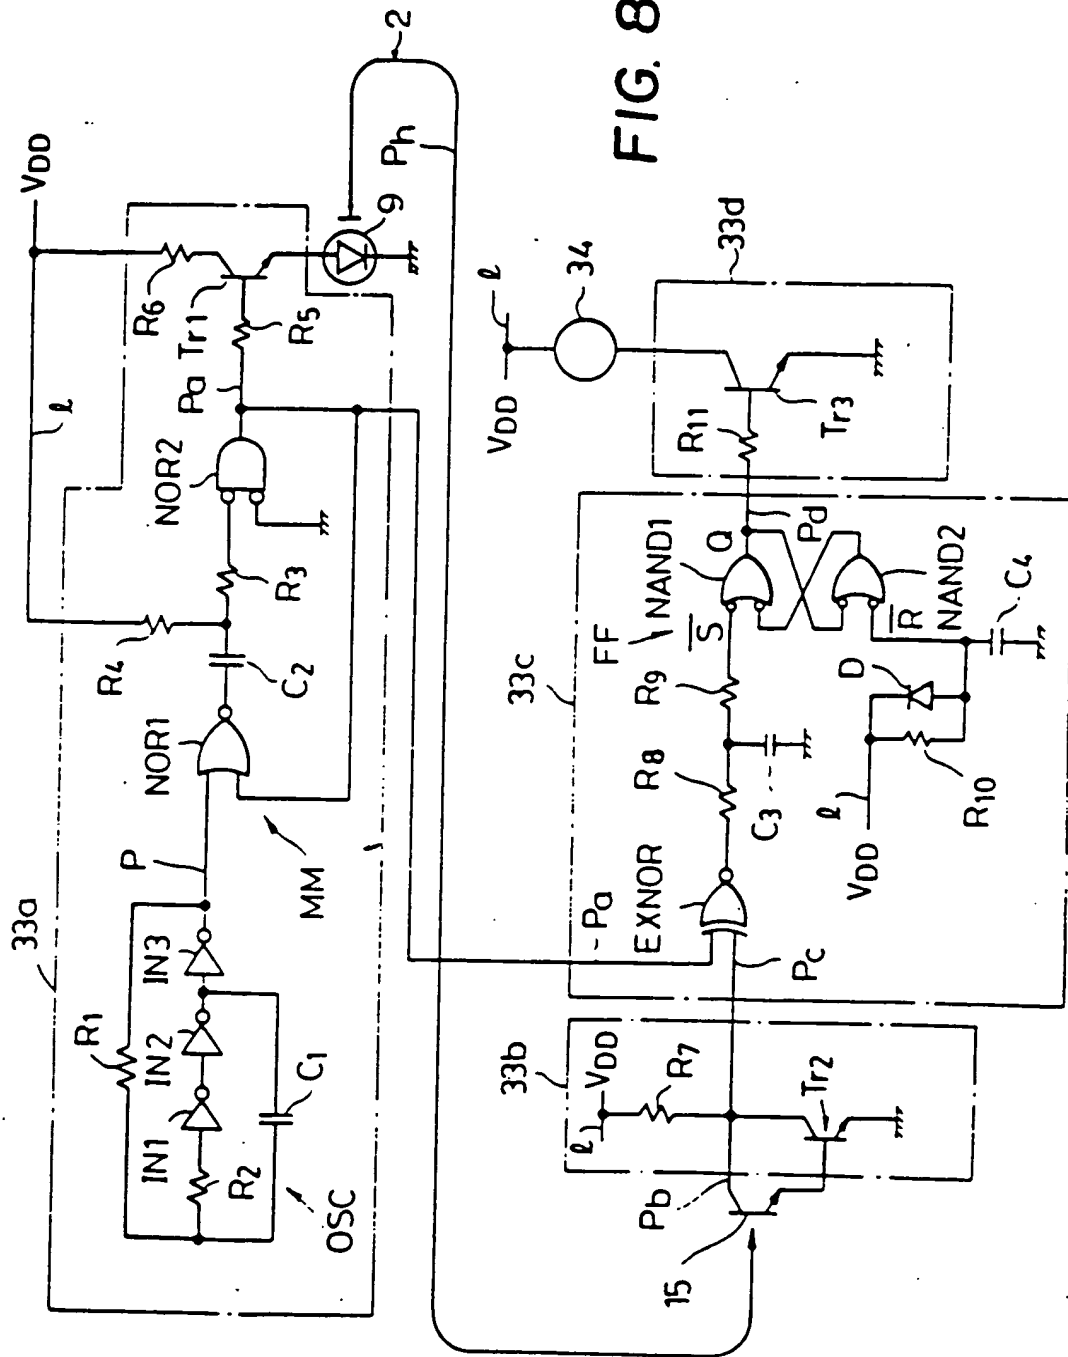 FIG. 8
33a
R1
IN1
IN2
IN3
R2
C1
OSC
P
MM
NOR1
C2
R4
R3
ℓ
NOR2
Pa
Tr1
R5
R6
VDD
9
2
Ph
33b
ℓ
VDD
R7
Pb
15
Tr2
33c
Pa
EXNOR
Pc
R8
C3
R9
FF
S
NAND1
Q
Pd
R
NAND2
C4
D
R10
ℓ
VDD
33d
R11
Tr3
34
ℓ
VDD